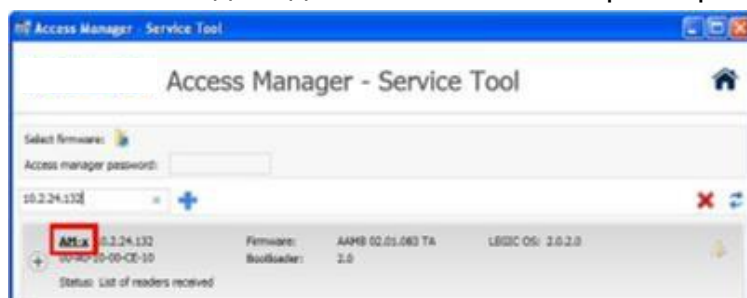 Access Manager - Service Tool
Access Manager - Service Tool
Select firmware:
Access manager password:
10.2.24.132
AM-x 10.2.24.132 Firmware: AAMB 02.01.083 TA LEGIC OS: 2.0.2.0
Bootloader: 2.0
Status: List of readers received